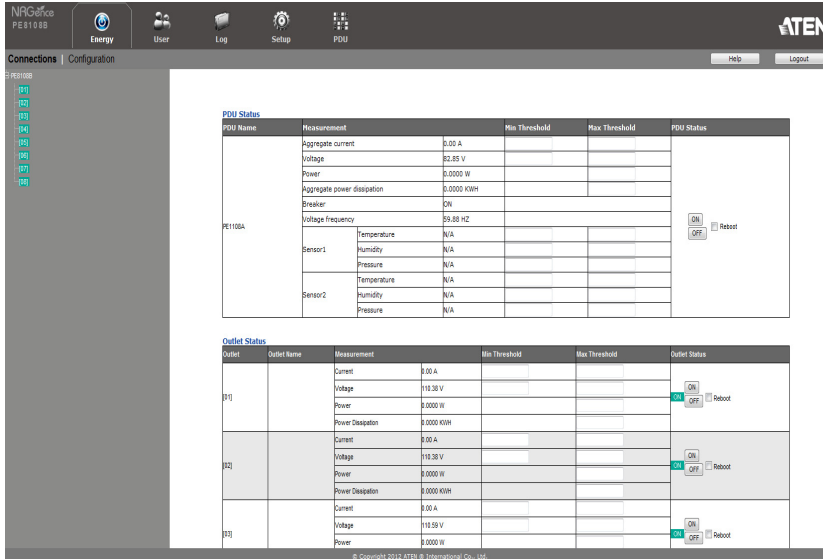 NRGence
PE8108B
Energy
User
Log
Setup
PDU
ATEN
Connections | Configuration
Help
Logout
PE8108B
[01]
[02]
[03]
[04]
[05]
[06]
[07]
[08]
PDU Status
PDU Name Measurement Min Threshold Max Threshold PDU Status
PE1108A
Aggregate current 0.00 A
Voltage 82.85 V
Power 0.0000 W
Aggregate power dissipation 0.0000 KWH
Breaker ON
Voltage frequency 59.88 HZ
Sensor1
Temperature N/A
Humidity N/A
Pressure N/A
Sensor2
Temperature N/A
Humidity N/A
Pressure N/A
ON
OFF
Reboot
Outlet Status
Outlet Outlet Name Measurement Min Threshold Max Threshold Outlet Status
[01]
Current 0.00 A
Voltage 110.38 V
Power 0.0000 W
Power Dissipation 0.0000 KWH
ON
ON
OFF
Reboot
[02]
Current 0.00 A
Voltage 110.38 V
Power 0.0000 W
Power Dissipation 0.0000 KWH
ON
ON
OFF
Reboot
[03]
Current 0.00 A
Voltage 110.59 V
Power 0.0000 W
ON
ON
OFF
Reboot
© Copyright 2012 ATEN ® International Co., Ltd.